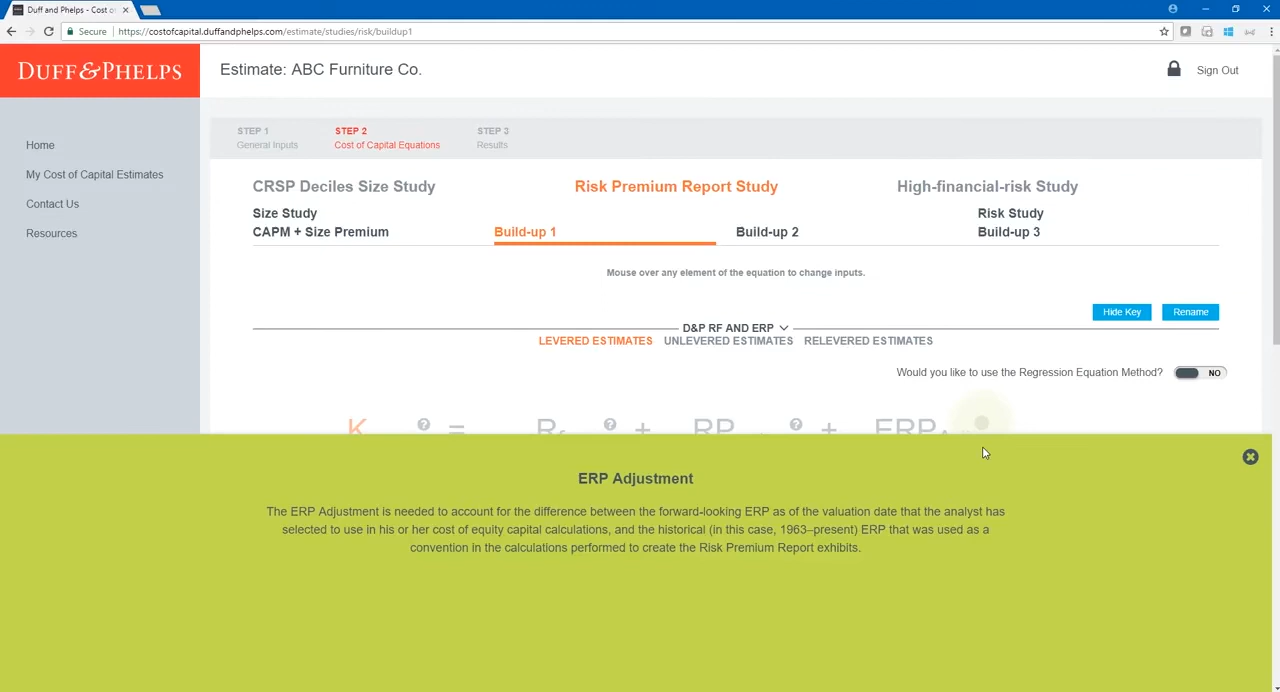 Duff and Phelps - Cost o
Secure
https://costofcapital.duffandphelps.com/estimate/studies/risk/buildup1
DUFF&PHELPS
Estimate: ABC Furniture Co.
Sign Out
Home
My Cost of Capital Estimates
Contact Us
Resources
STEP 1
General Inputs
STEP 2
Cost of Capital Equations
STEP 3
Results
CRSP Deciles Size Study
Risk Premium Report Study
High-financial-risk Study
Size Study
Risk Study
CAPM + Size Premium
Build-up 1
Build-up 2
Build-up 3
Mouse over any element of the equation to change inputs.
Hide Key
Rename
D&P RF AND ERP
LEVERED ESTIMATES
UNLEVERED ESTIMATES
RELEVERED ESTIMATES
Would you like to use the Regression Equation Method?
NO
K ? = R ? + RP ? + ERP
ERP Adjustment
The ERP Adjustment is needed to account for the difference between the forward-looking ERP as of the valuation date that the analyst has
selected to use in his or her cost of equity capital calculations, and the historical (in this case, 1963–present) ERP that was used as a
convention in the calculations performed to create the Risk Premium Report exhibits.